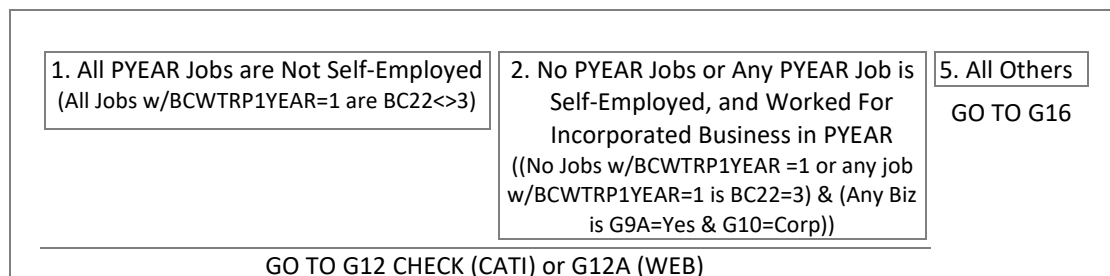 1. All PYEAR Jobs are Not Self-Employed
(All Jobs w/BCWTRP1YEAR=1 are BC22<>3)
2. No PYEAR Jobs or Any PYEAR Job is
Self-Employed, and Worked For
Incorporated Business in PYEAR
((No Jobs w/BCWTRP1YEAR =1 or any job
w/BCWTRP1YEAR=1 is BC22=3) & (Any Biz
is G9A=Yes & G10=Corp))
5. All Others
GO TO G16
GO TO G12 CHECK (CATI) or G12A (WEB)